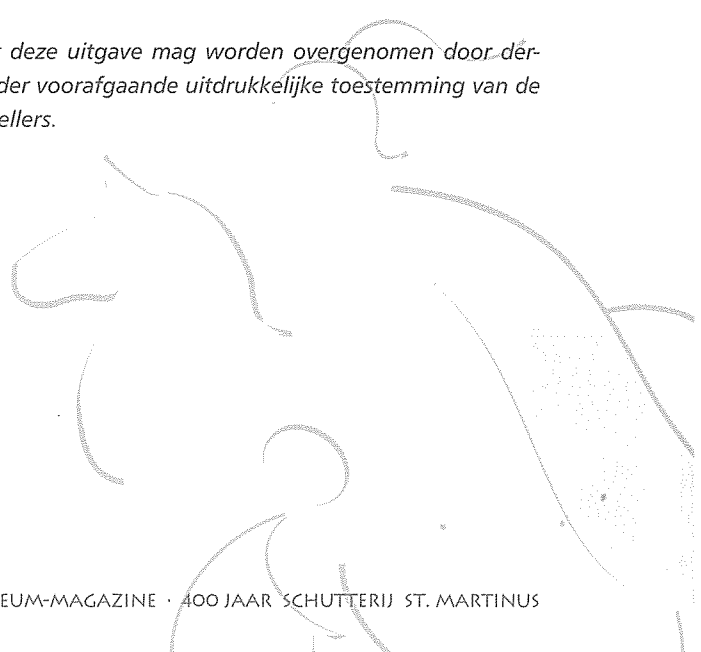 deze uitgave mag worden overgenomen door der-
der voorafgaande uitdrukkelijke toestemming van de
ellers.
EUM-MAGAZINE · 400 JAAR SCHUTTERIJ ST. MARTINUS